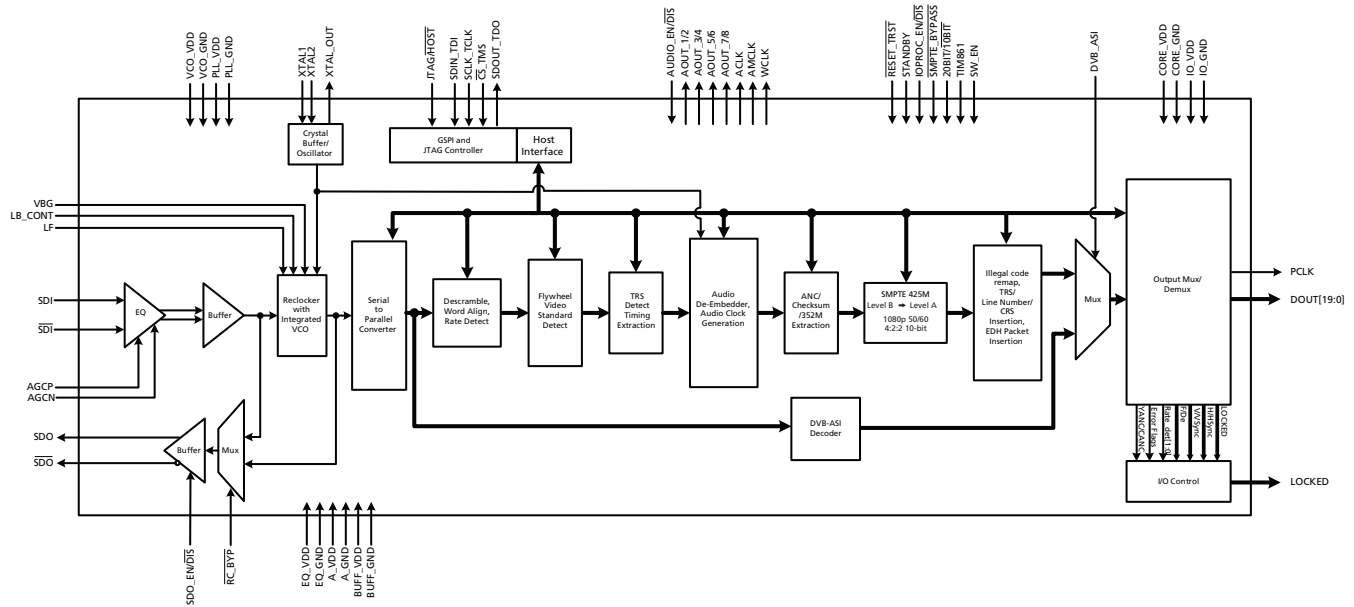 VCO_VDD
VCO_GND
PLL_VDD
PLL_GND
XTAL1
XTAL2
XTAL_OUT
JTAG/HOST
SDIN_TDI
SCLK_TCLK
CS_TMS
SDOUT_TDO
AUDIO_EN/DIS
AOUT_1/2
AOUT_3/4
AOUT_5/6
AOUT_7/8
ACLK
AMCLK
WCLK
RESET_TRST
STANDBY
IOPROC_EN/DIS
SMPTE_BYPASS
20BIT/10BIT
TIM861
SW_EN
DVB_ASI
CORE_VDD
CORE_GND
IO_VDD
IO_GND
Crystal
Buffer/
Oscillator
GSPI and
JTAG Controller
Host
Interface
VBG
LB_CONT
LF
SDI
SDI
AGCP
AGCN
SDO
SDO
EQ
Buffer
Reclocker
with
Integrated
VCO
Serial
to
Parallel
Converter
Descramble,
Word Align,
Rate Detect
Flywheel
Video
Standard
Detect
TRS
Detect
Timing
Extraction
Audio
De-Embedder,
Audio Clock
Generation
ANC/
Checksum
/352M
Extraction
SMPTE 425M
Level B → Level A
1080p 50/60
4:2:2 10-bit
Illegal code
remap,
TRS/
Line Number/
CRS
Insertion,
EDH Packet
Insertion
Mux
Output Mux/
Demux
PCLK
DOUT[19:0]
Buffer
Mux
DVB-ASI
Decoder
YANC/CANC
Error Flags
Rate_det[1:0]
F/De
V/VSync
H/HSync
LOCKED
I/O Control
LOCKED
SDO_EN/DIS
RC_BYP
EQ_VDD
EQ_GND
A_VDD
A_GND
BUFF_VDD
BUFF_GND